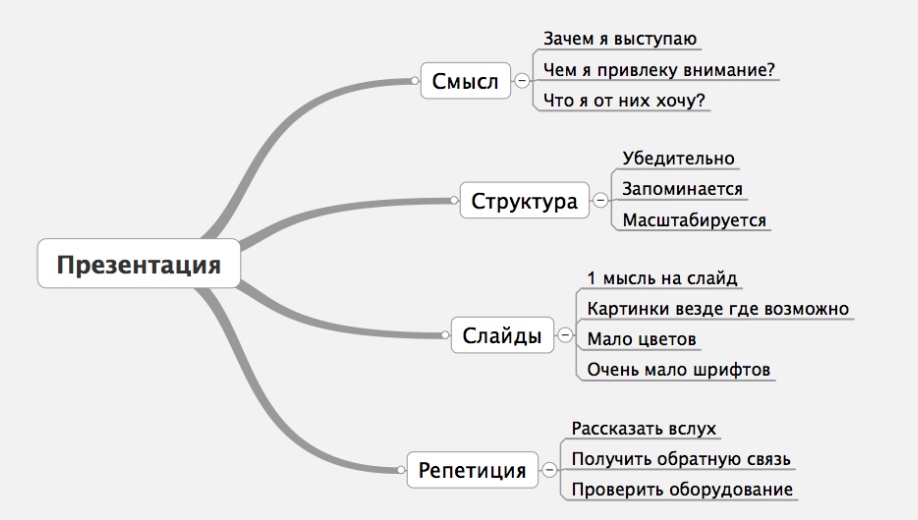 Презентация
Смысл
Зачем я выступаю
Чем я привлеку внимание?
Что я от них хочу?
Структура
Убедительно
Запоминается
Масштабируется
Слайды
1 мысль на слайд
Картинки везде где возможно
Мало цветов
Очень мало шрифтов
Репетиция
Рассказать вслух
Получить обратную связь
Проверить оборудование